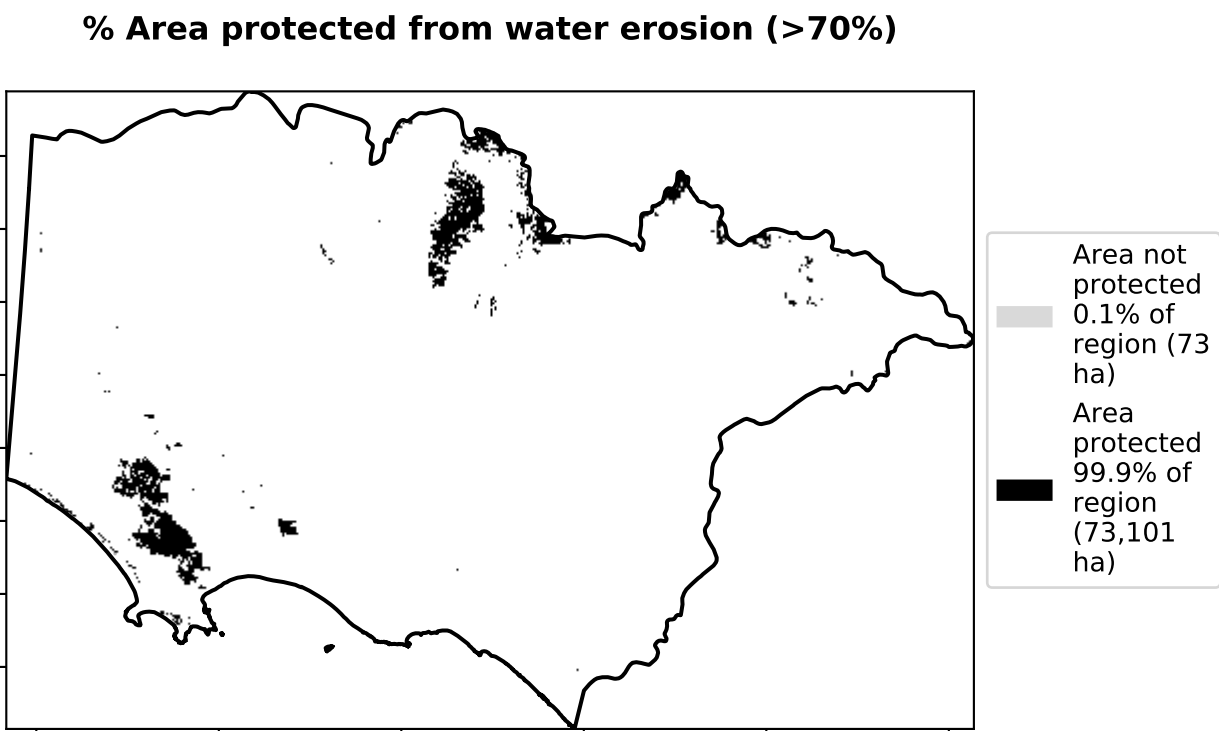 % Area protected from water erosion (>70%)
Area not
protected
0.1% of
region (73
ha)
Area
protected
99.9% of
region
(73,101
ha)